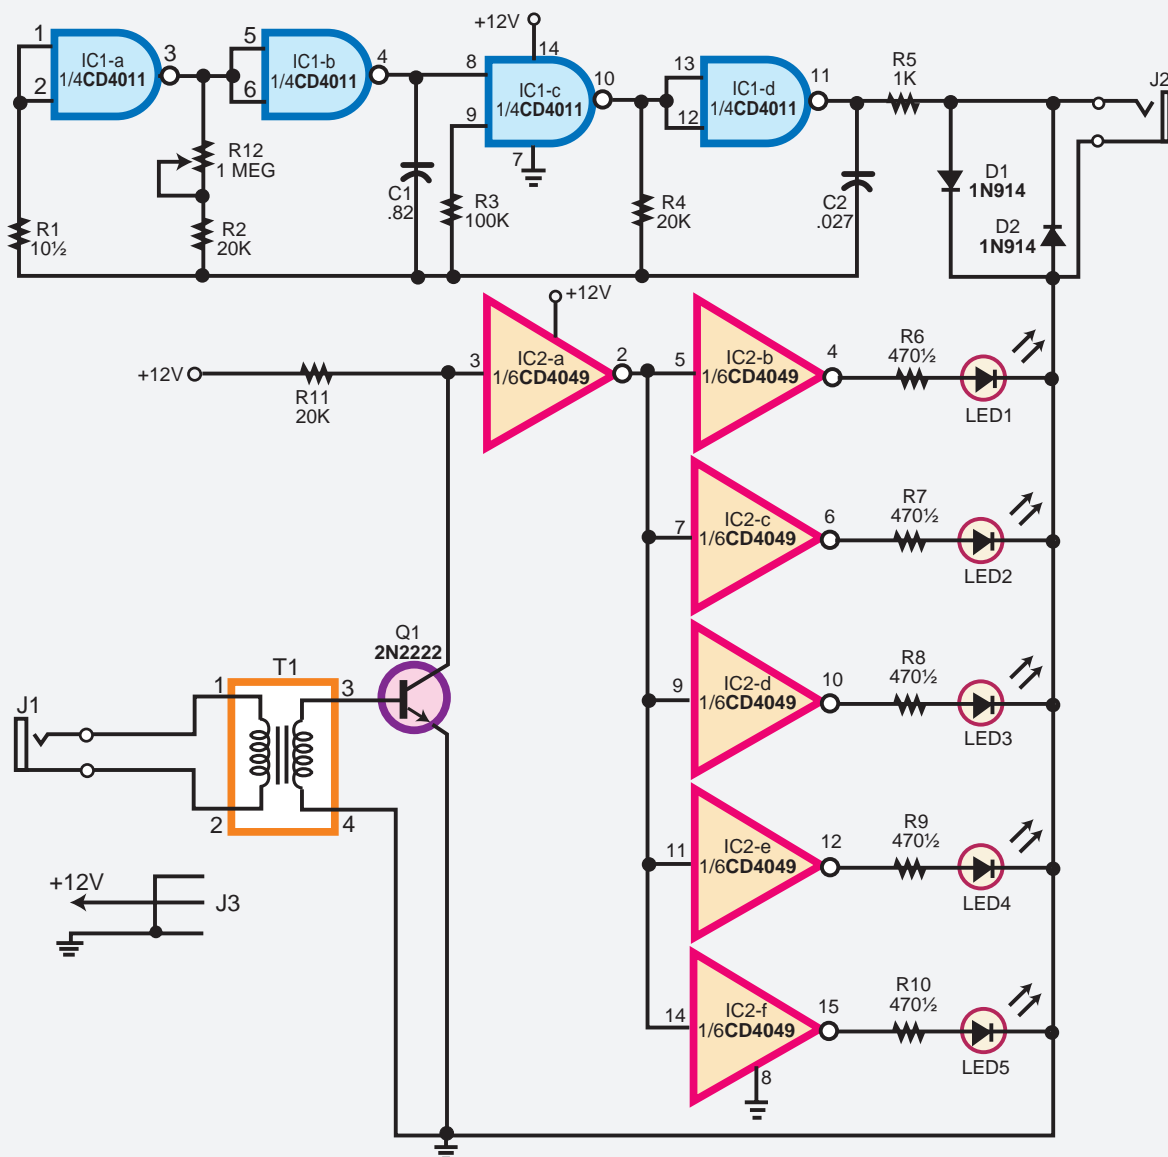 +12V
1
2
IC1-a
1/4CD4011
3
5
6
IC1-b
1/4CD4011
4
8
9
14
IC1-c
1/4CD4011
7
10
13
12
IC1-d
1/4CD4011
11
R5
1K
J2
R12
1 MEG
R1
10½
R2
20K
C1
.82
R3
100K
R4
20K
C2
.027
D1
1N914
D2
1N914
+12V
+12V
R11
20K
3
IC2-a
1/6CD4049
2
5
IC2-b
1/6CD4049
4
R6
470½
LED1
7
IC2-c
1/6CD4049
6
R7
470½
LED2
Q1
2N2222
T1
1
2
3
4
J1
9
IC2-d
1/6CD4049
10
R8
470½
LED3
11
IC2-e
1/6CD4049
12
R9
470½
LED4
+12V
J3
14
IC2-f
1/6CD4049
15
8
R10
470½
LED5